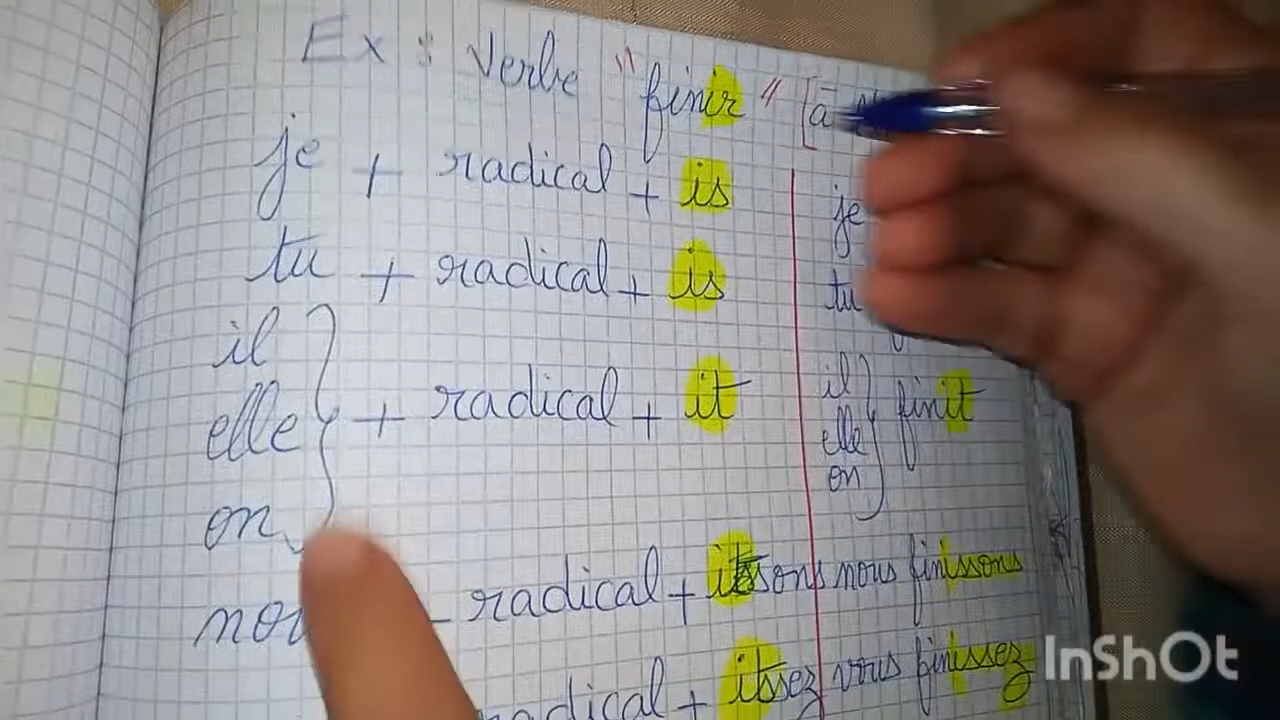 Ex : Verbe "finir" [à
je + radical + is
je
tu + radical + is
tu
il
elle
on
+ radical + it
il
elle
on
finit
radical + issons
nous finissons
radical + issez
vous finissez
InShOt